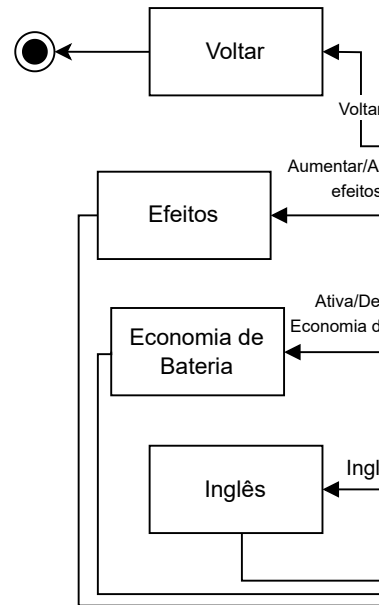 Voltar
Voltar
Aumentar/A
efeitos
Efeitos
Ativa/De
Economia d
Economia de
Bateria
Ingl
Inglês